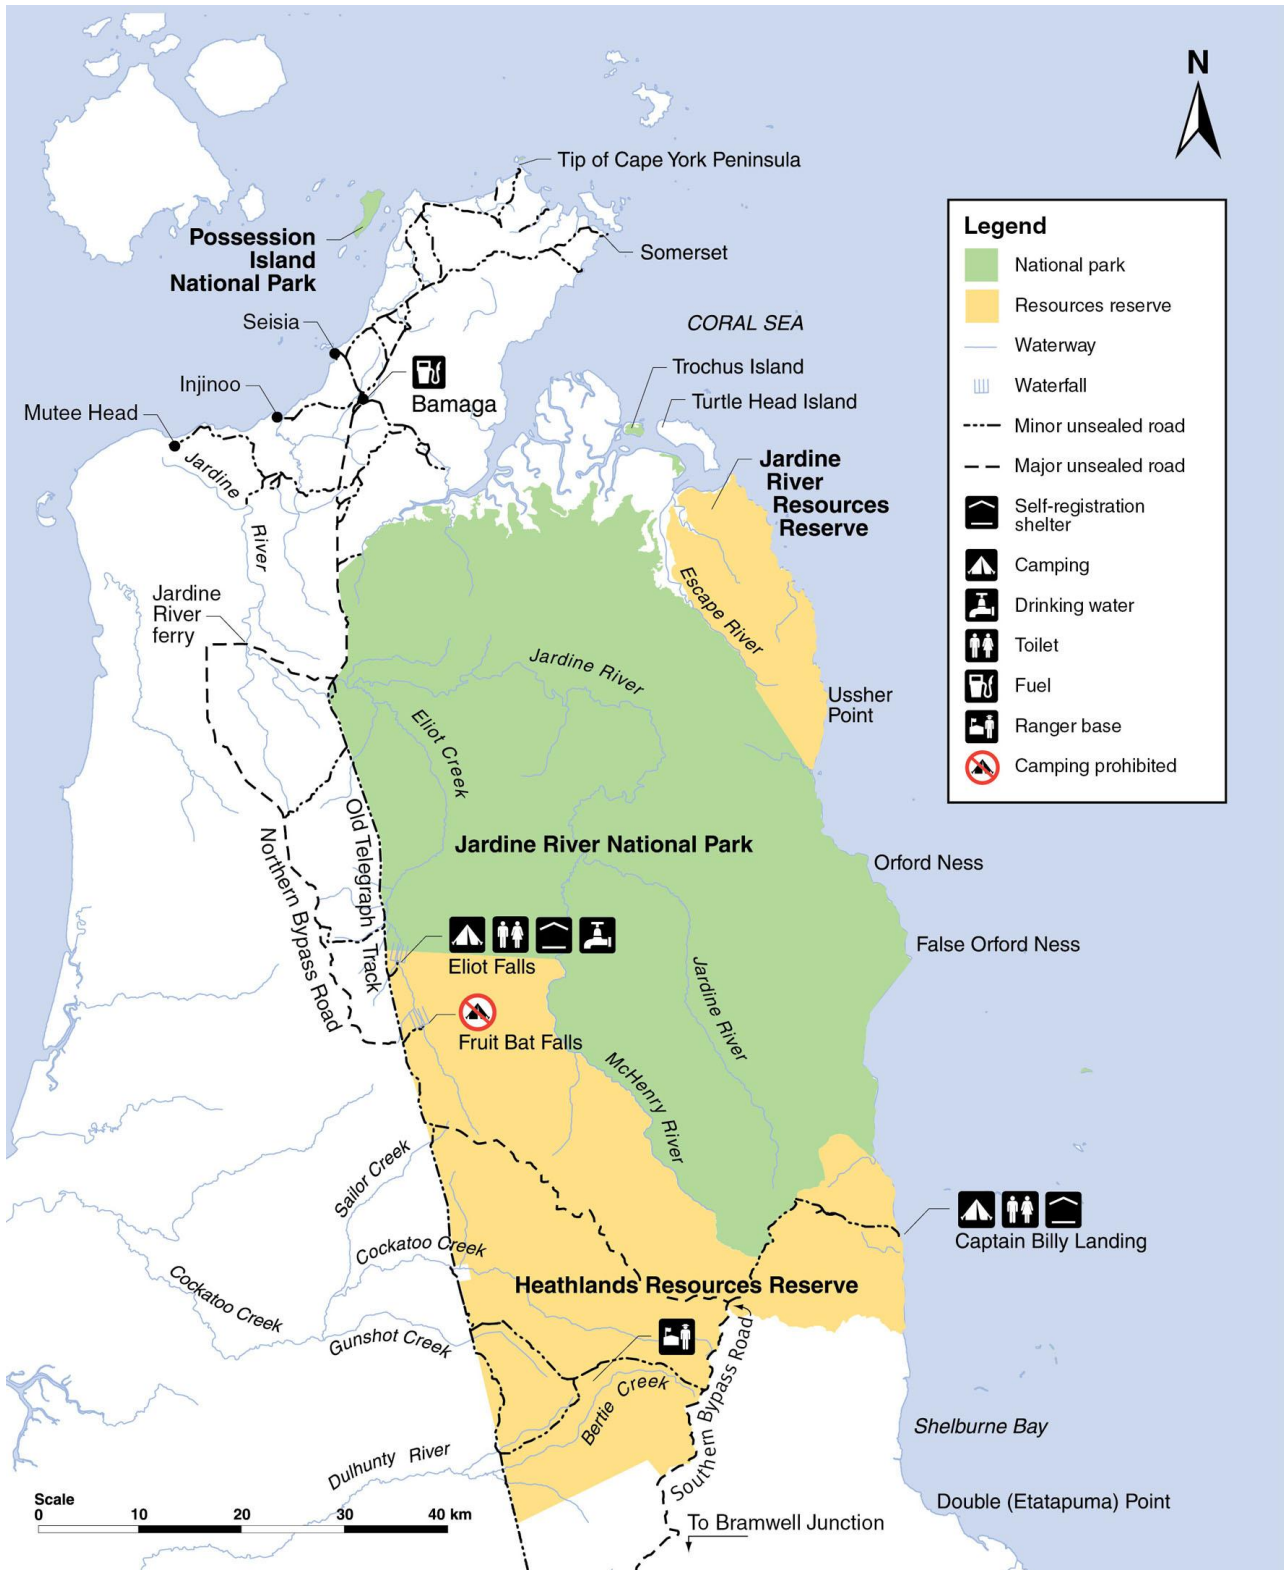 N
Tip of Cape York Peninsula
Possession
Island
National Park
Somerset
Seisia
CORAL SEA
Injinoo
Trochus Island
Mutee Head
Bamaga
Turtle Head Island
Jardine
River
Jardine
River
Resources
Reserve
Escape River
Jardine
River
ferry
Jardine River
Ussher
Point
Eliot Creek
Old Telegraph Track
Northern Bypass Road
Jardine River National Park
Orford Ness
False Orford Ness
Eliot Falls
Fruit Bat Falls
Jardine River
McHenry River
Sailor Creek
Cockatoo Creek
Cockatoo Creek
Captain Billy Landing
Heathlands Resources Reserve
Gunshot Creek
Bertie Creek
Southern Bypass Road
Dulhunty River
Shelburne Bay
Double (Etatapuma) Point
To Bramwell Junction
Scale
0 10 20 30 40 km
Legend
National park
Resources reserve
Waterway
Waterfall
Minor unsealed road
Major unsealed road
Self-registration
shelter
Camping
Drinking water
Toilet
Fuel
Ranger base
Camping prohibited